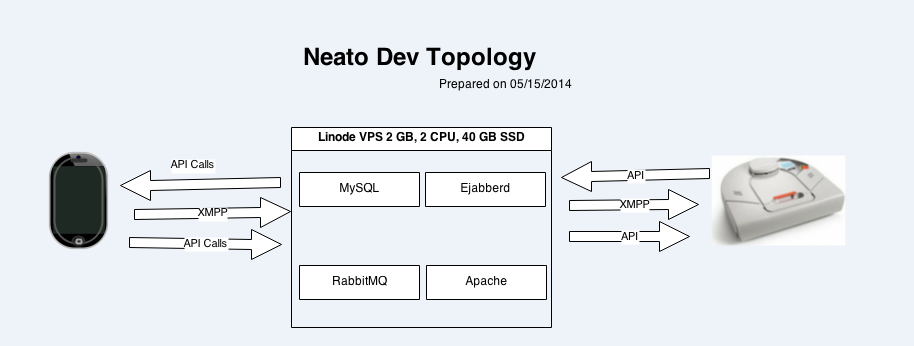 Neato Dev Topology
Prepared on 05/15/2014
Linode VPS 2 GB, 2 CPU, 40 GB SSD
API Calls
XMPP
API Calls
MySQL
Ejabberd
RabbitMQ
Apache
API
XMPP
API